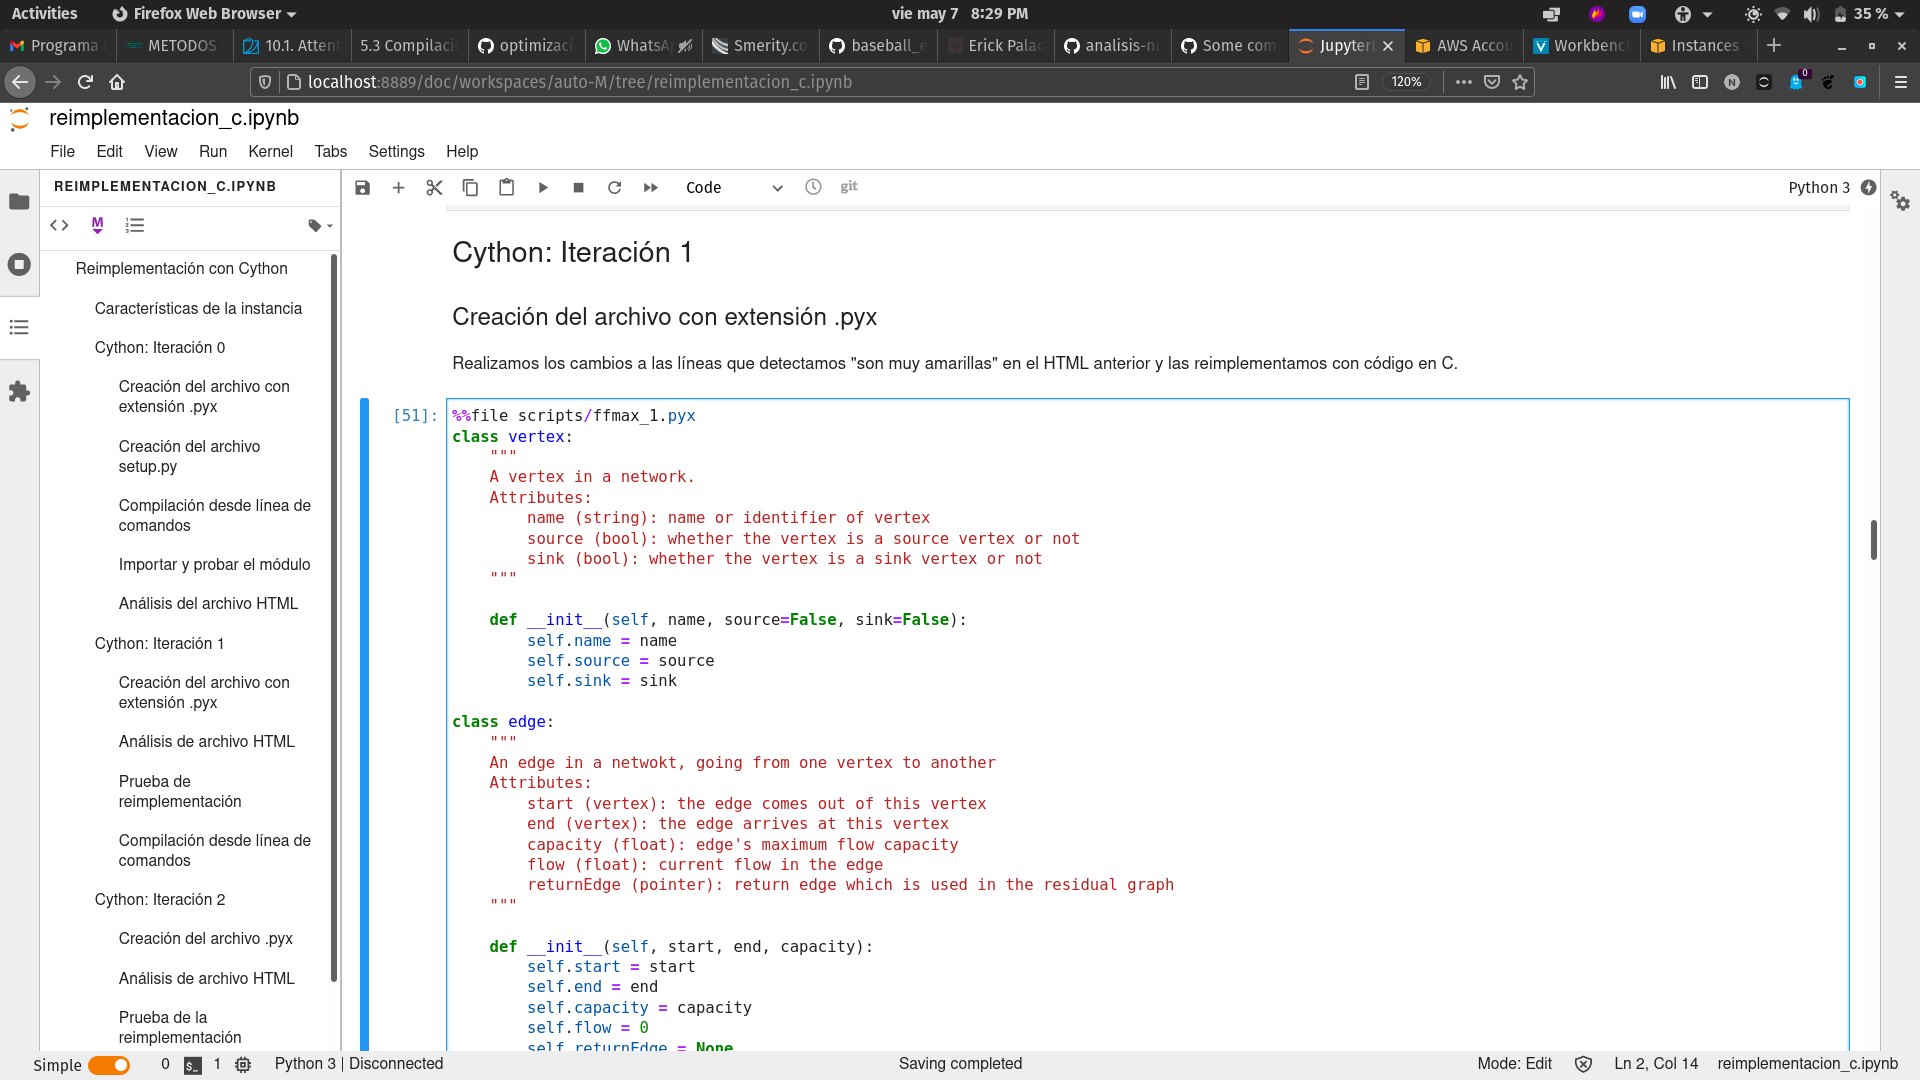 Activities
Firefox Web Browser
vie may 7 8:29 PM
35 %
Programa
METODOS
10.1. Atten
5.3 Compilaci
optimizaci
WhatsA
Smerity.co
baseball_e
Erick Palac
analisis-n
Some com
JupyterL
AWS Accou
Workbenc
Instances
localhost:8889/doc/workspaces/auto-M/tree/reimplementacion_c.ipynb
120%
0
reimplementacion_c.ipynb
File Edit View Run Kernel Tabs Settings Help
REIMPLEMENTACION_C.IPYNB
Code
git
Python 3
Reimplementación con Cython
Características de la instancia
Cython: Iteración 0
Creación del archivo con
extensión .pyx
Creación del archivo
setup.py
Compilación desde línea de
comandos
Importar y probar el módulo
Análisis del archivo HTML
Cython: Iteración 1
Creación del archivo con
extensión .pyx
Análisis de archivo HTML
Prueba de
reimplementación
Compilación desde línea de
comandos
Cython: Iteración 2
Creación del archivo .pyx
Análisis de archivo HTML
Prueba de la
reimplementación
Cython: Iteración 1
Creación del archivo con extensión .pyx
Realizamos los cambios a las líneas que detectamos "son muy amarillas" en el HTML anterior y las reimplementamos con código en C.
[51]:
%%file scripts/ffmax_1.pyx
class vertex:
"""
A vertex in a network.
Attributes:
name (string): name or identifier of vertex
source (bool): whether the vertex is a source vertex or not
sink (bool): whether the vertex is a sink vertex or not
"""
def __init__(self, name, source=False, sink=False):
self.name = name
self.source = source
self.sink = sink
class edge:
"""
An edge in a netwokt, going from one vertex to another
Attributes:
start (vertex): the edge comes out of this vertex
end (vertex): the edge arrives at this vertex
capacity (float): edge's maximum flow capacity
flow (float): current flow in the edge
returnEdge (pointer): return edge which is used in the residual graph
"""
def __init__(self, start, end, capacity):
self.start = start
self.end = end
self.capacity = capacity
self.flow = 0
self.returnEdge = None
Simple
0
1
Python 3 | Disconnected
Saving completed
Mode: Edit
Ln 2, Col 14
reimplementacion_c.ipynb